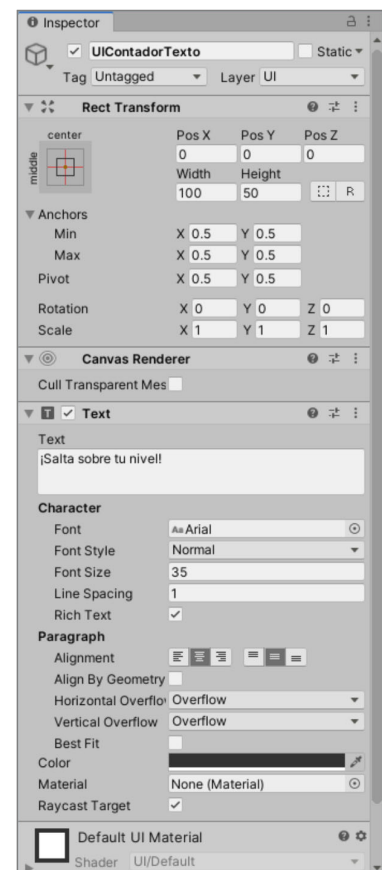 Inspector
UIContadorTexto Static
Tag Untagged Layer UI
Rect Transform
center Pos X Pos Y Pos Z
middle 0 0 0
Width Height
100 50 R
Anchors
Min X 0.5 Y 0.5
Max X 0.5 Y 0.5
Pivot X 0.5 Y 0.5
Rotation X 0 Y 0 Z 0
Scale X 1 Y 1 Z 1
Canvas Renderer
Cull Transparent Mes
T Text
Text
¡Salta sobre tu nivel!
Character
Font Aa Arial
Font Style Normal
Font Size 35
Line Spacing 1
Rich Text
Paragraph
Alignment
Align By Geometry
Horizontal Overflo Overflow
Vertical Overflow Overflow
Best Fit
Color
Material None (Material)
Raycast Target
Default UI Material
Shader UI/Default